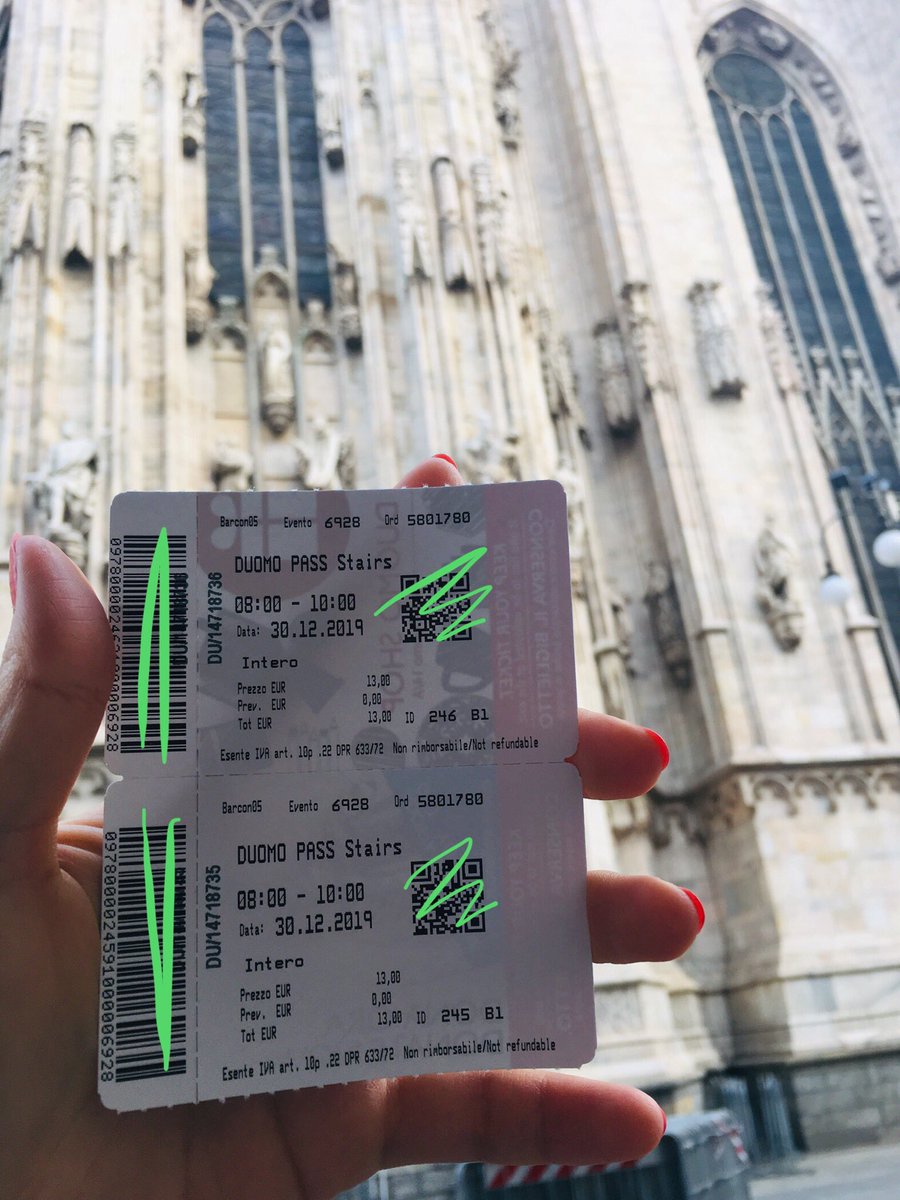 Barcon05 Evento 6928 Ord 5801780
DUOMO PASS Stairs
08:00 - 10:00
Data: 30.12.2019
Intero
Prezzo EUR 13,00
Prev. EUR 0,00
Tot EUR 13,00 ID 246 B1
Esente IVA art. 10p .22 DPR 633/72 Non rimborsabile/Not refundable
DU/14718736
Barcon05 Evento 6928 Ord 5801780
DUOMO PASS Stairs
08:00 - 10:00
Data: 30.12.2019
Intero
Prezzo EUR 13,00
Prev. EUR 0,00
Tot EUR 13,00 ID 245 B1
Esente IVA art. 10p .22 DPR 633/72 Non rimborsabile/Not refundable
DU/14718735